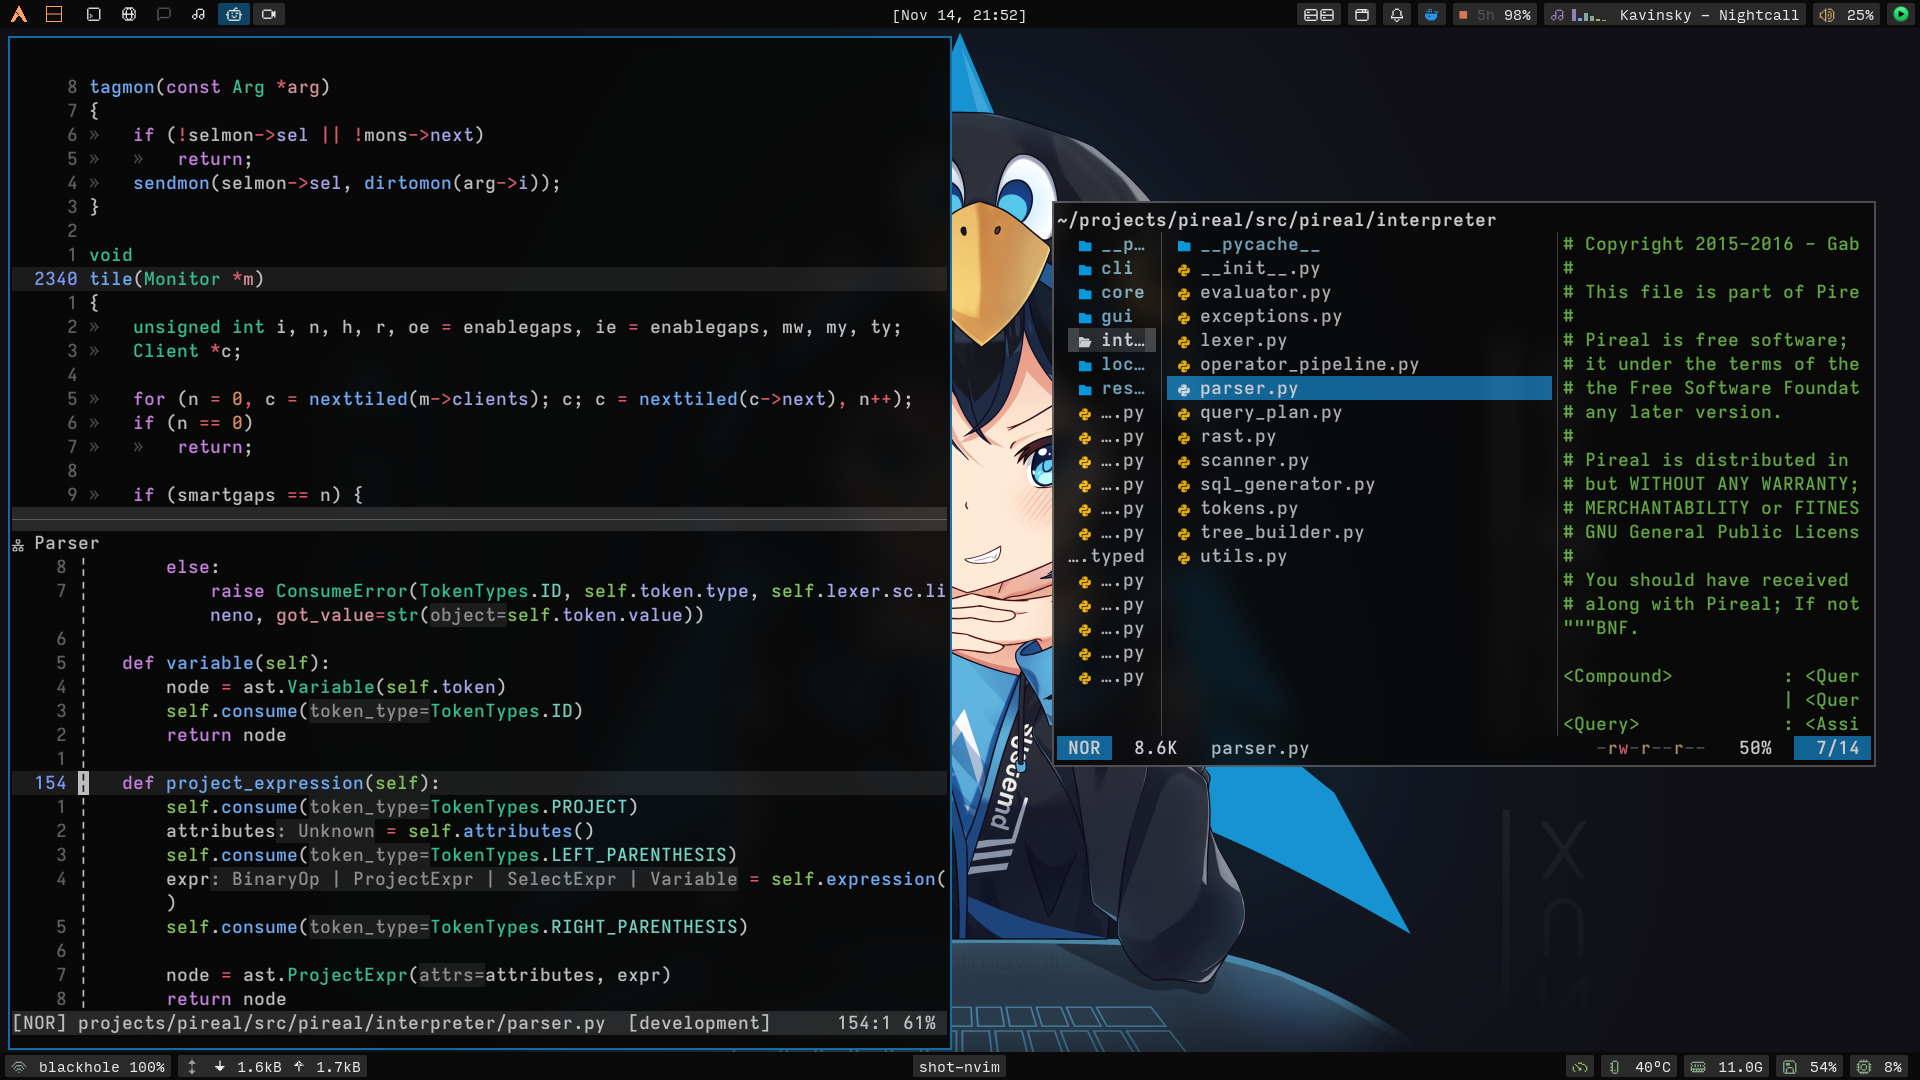 [Nov 14, 21:52]
5h 98%
Kavinsky – Nightcall
25%
8 tagmon(const Arg *arg)
7 {
6 » if (!selmon->sel || !mons->next)
5 » » return;
4 » sendmon(selmon->sel, dirtomon(arg->i));
3 }
2
1 void
2340 tile(Monitor *m)
1 {
2 » unsigned int i, n, h, r, oe = enablegaps, ie = enablegaps, mw, my, ty;
3 » Client *c;
4
5 » for (n = 0, c = nexttiled(m->clients); c; c = nexttiled(c->next), n++);
6 » if (n == 0)
7 » » return;
8
9 » if (smartgaps == n) {
Parser
8 else:
7 raise ConsumeError(TokenTypes.ID, self.token.type, self.lexer.sc.li
neno, got_value=str(object=self.token.value))
6
5 def variable(self):
4 node = ast.Variable(self.token)
3 self.consume(token_type=TokenTypes.ID)
2 return node
1
154 def project_expression(self):
1 self.consume(token_type=TokenTypes.PROJECT)
2 attributes: Unknown = self.attributes()
3 self.consume(token_type=TokenTypes.LEFT_PARENTHESIS)
4 expr: BinaryOp | ProjectExpr | SelectExpr | Variable = self.expression(
)
5 self.consume(token_type=TokenTypes.RIGHT_PARENTHESIS)
6
7 node = ast.ProjectExpr(attrs=attributes, expr)
8 return node
[NOR] projects/pireal/src/pireal/interpreter/parser.py [development] 154:1 61%
~/projects/pireal/src/pireal/interpreter
__p…
cli
core
gui
int…
loc…
res…
….py
….py
….py
….py
….py
….py
….typed
….py
….py
….py
….py
….py
__pycache__
__init__.py
evaluator.py
exceptions.py
lexer.py
operator_pipeline.py
parser.py
query_plan.py
rast.py
scanner.py
sql_generator.py
tokens.py
tree_builder.py
utils.py
# Copyright 2015-2016 - Gab
#
# This file is part of Pire
#
# Pireal is free software;
# it under the terms of the
# the Free Software Foundat
# any later version.
#
# Pireal is distributed in
# but WITHOUT ANY WARRANTY;
# MERCHANTABILITY or FITNES
# GNU General Public Licens
#
# You should have received
# along with Pireal; If not
"""BNF.
<Compound> : <Quer
| <Quer
<Query> : <Assi
NOR 8.6K parser.py -rw-r--r-- 50% 7/14
systemd
blackhole 100%
1.6kB 1.7kB
shot-nvim
40ºC
11.0G
54%
8%